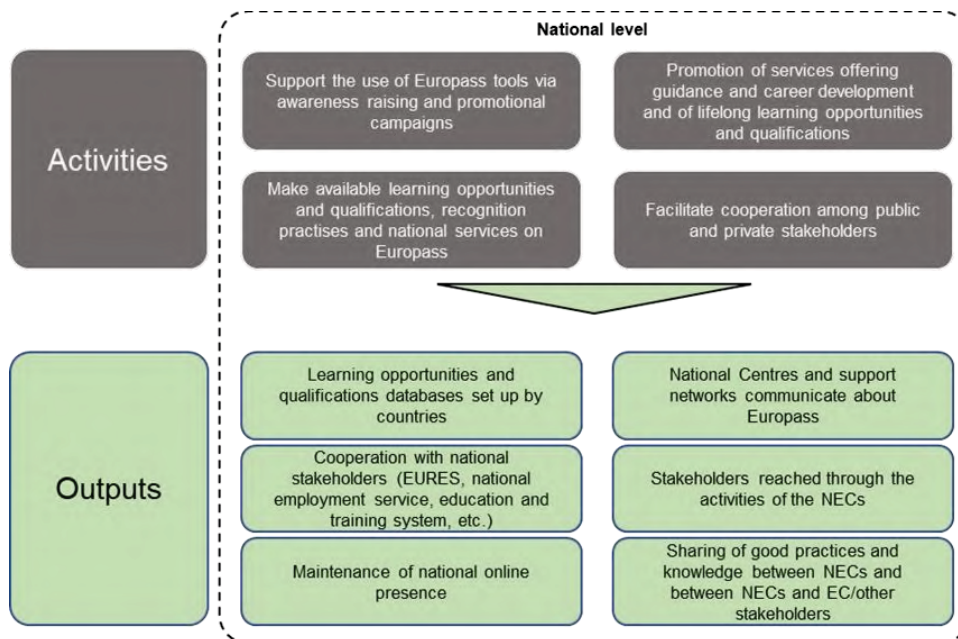 National level
Activities
Support the use of Europass tools via
awareness raising and promotional
campaigns
Promotion of services offering
guidance and career development
and of lifelong learning opportunities
and qualifications
Make available learning opportunities
and qualifications, recognition
practises and national services on
Europass
Facilitate cooperation among public
and private stakeholders
Outputs
Learning opportunities and
qualifications databases set up by
countries
National Centres and support
networks communicate about
Europass
Cooperation with national
stakeholders (EURES, national
employment service, education and
training system, etc.)
Stakeholders reached through the
activities of the NECs
Maintenance of national online
presence
Sharing of good practices and
knowledge between NECs and
between NECs and EC/other
stakeholders